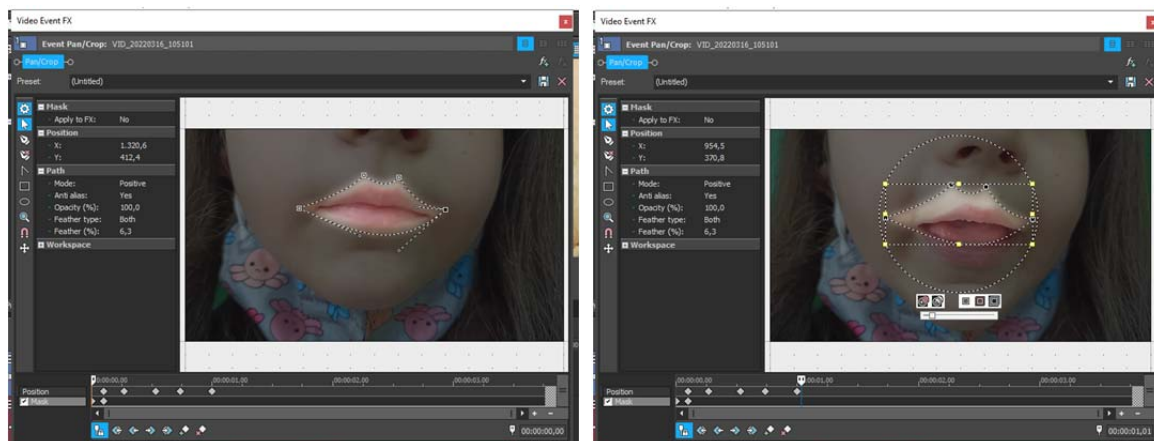 Video Event FX
Event Pan/Crop: VID_20220316_105101
Pan/Crop
Preset: (Untitled)
Mask
Apply to FX: No
Position
X: 1.320,6
Y: 412,4
Path
Mode: Positive
Anti alias: Yes
Opacity (%): 100,0
Feather type: Both
Feather (%): 6,3
Workspace
00:00:00,00 00:00:01,00 00:00:02,00 00:00:03,00
Position
Mask
00:00:00,00
Video Event FX
Event Pan/Crop: VID_20220316_105101
Pan/Crop
Preset: (Untitled)
Mask
Apply to FX: No
Position
X: 954,5
Y: 370,8
Path
Mode: Positive
Anti alias: Yes
Opacity (%): 100,0
Feather type: Both
Feather (%): 6,3
Workspace
00:00:00,00 00:00:02,00 00:00:03,00
Position
Mask
00:00:01,01